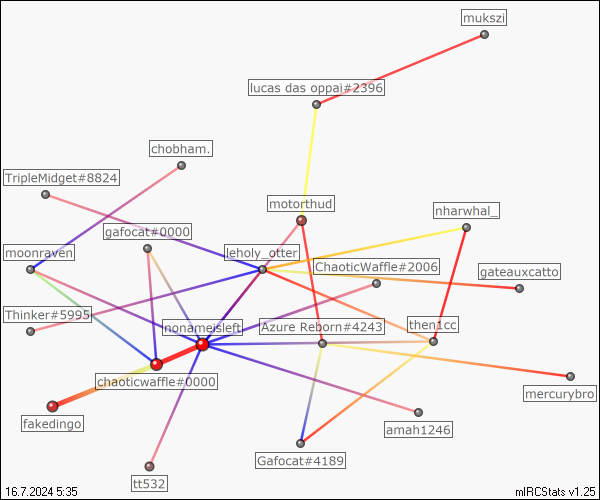 mukszi
lucas das oppai#2396
chobham.
TripleMidget#8824
motorthud
nharwhal_
gafocat#0000
moonraven
leholy_otter
ChaoticWaffle#2006
gateauxcatto
Thinker#5995
nonameisleft
Azure Reborn#4243
then1cc
chaoticwaffle#0000
mercurybro
fakedingo
amah1246
Gafocat#4189
tt532
16.7.2024 5:35
mIRCStats v1.25